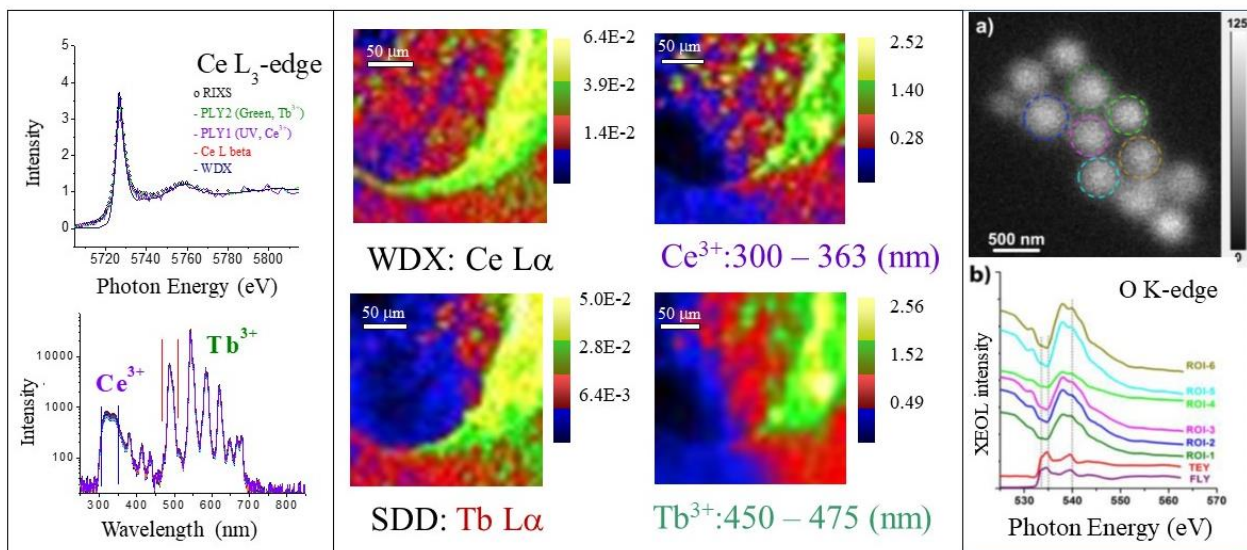 5
4
3
2
1
0
Intensity
Ce L₃-edge
o RIXS
- PLY2 (Green, Tb³⁺)
- PLY1 (UV, Ce³⁺)
- Ce L beta
- WDX
5720 5740 5760 5780 5800
Photon Energy (eV)
10000
1000
100
Intensity
Ce³⁺
Tb³⁺
300 400 500 600 700 800
Wavelength (nm)
50 µm
6.4E-2
3.9E-2
1.4E-2
WDX: Ce Lα
50 µm
2.52
1.40
0.28
Ce³⁺:300 – 363 (nm)
50 µm
5.0E-2
2.8E-2
6.4E-3
SDD: Tb Lα
50 µm
2.56
1.52
0.49
Tb³⁺:450 – 475 (nm)
a)
125
0
500 nm
b)
O K-edge
XEOL intensity
ROI-6
ROI-5
ROI-4
ROI-3
ROI-2
ROI-1
TEY
FLY
530 540 550 560 570
Photon Energy (eV)